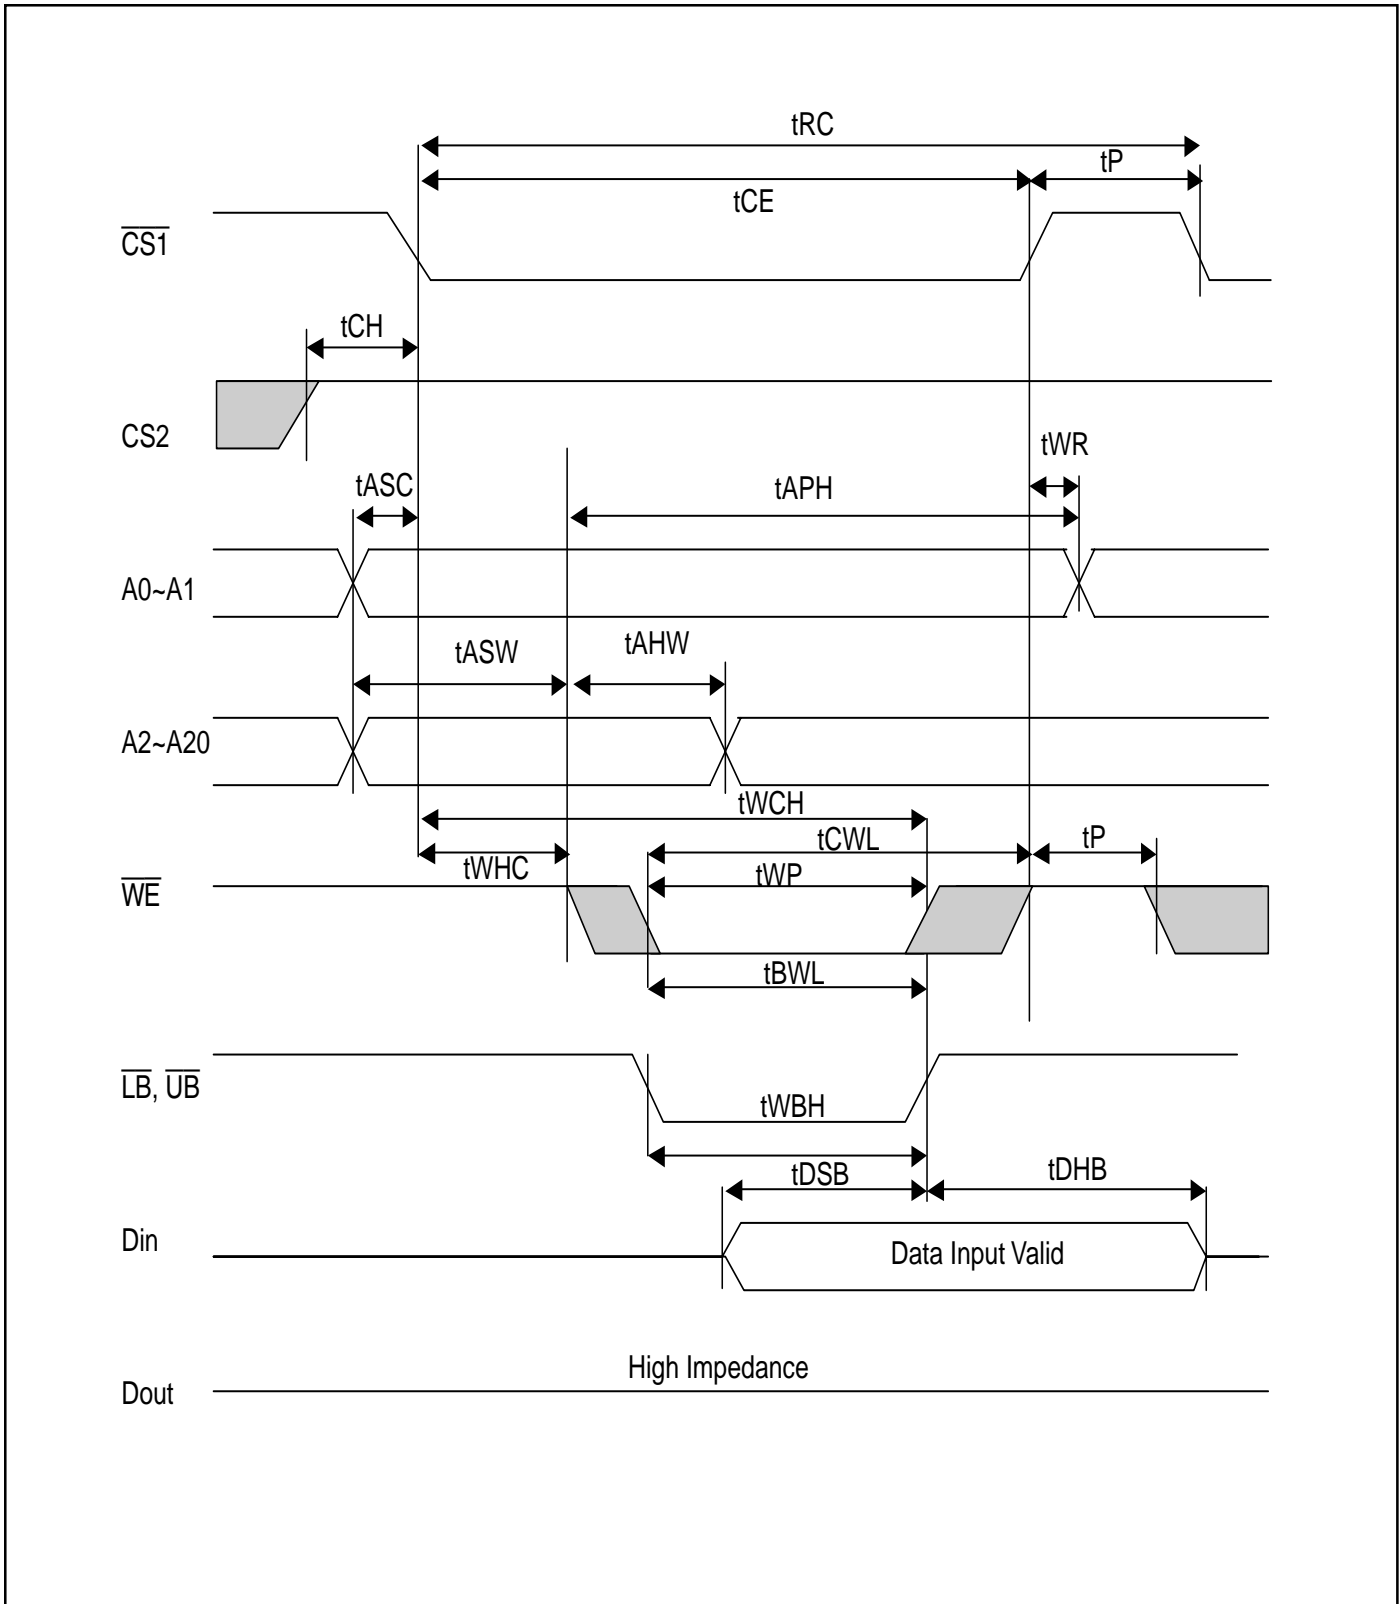 tRC
tP
tCE
CS1
tCH
CS2
tWR
tASC
tAPH
A0~A1
tASW
tAHW
A2~A20
tWCH
tCWL
tP
tWHC
tWP
WE
tBWL
LB, UB
tWBH
tDSB
tDHB
Din
Data Input Valid
High Impedance
Dout